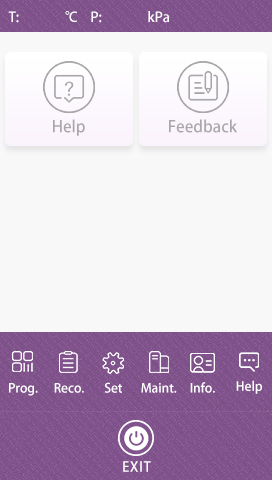 T: ℃ P: kPa
Help Feedback
Prog. Reco. Set Maint. Info. Help
EXIT